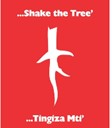 ...Shake the Tree'
...Tingiza Mti'